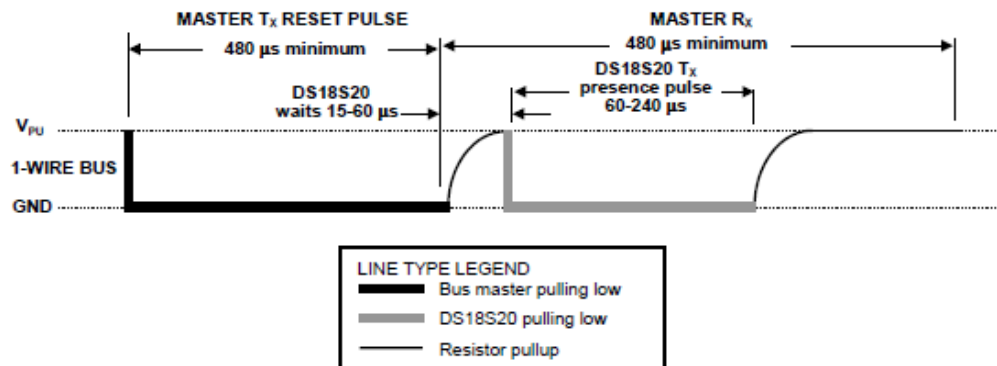 MASTER TX RESET PULSE
MASTER RX
480 µs minimum
480 µs minimum
DS18S20
waits 15-60 µs
DS18S20 TX
presence pulse
60-240 µs
VPU
1-WIRE BUS
GND
LINE TYPE LEGEND
Bus master pulling low
DS18S20 pulling low
Resistor pullup